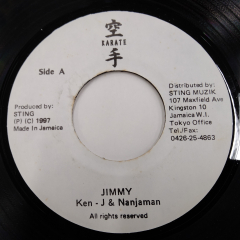 空
KARATE
手
Side A
Produced by:
STING
(P) (C) 1997
Made In Jamaica
Distributed by:
STING MUZIK
107 Maxfield Ave
Kingston 10
Jamaica W.I.
Tokyo Office
Tel/Fax:
0426-25-4863
JIMMY
Ken - J & Nanjaman
All rights reserved